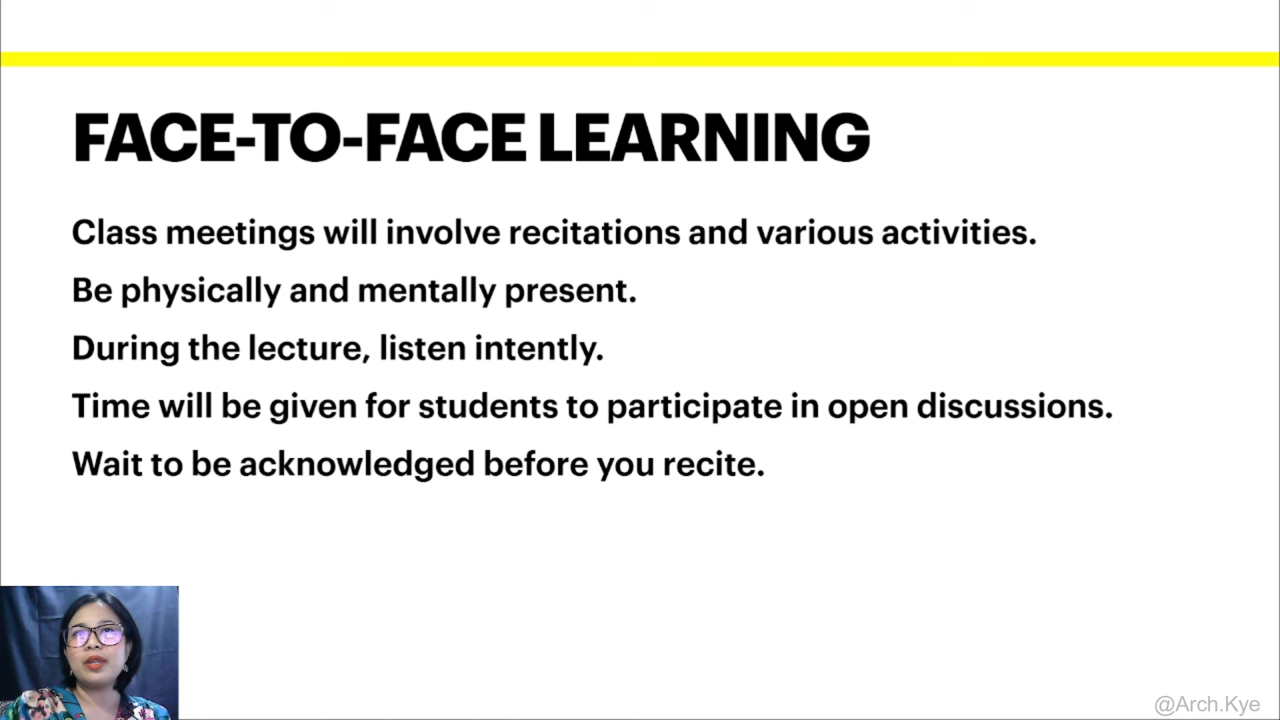 FACE-TO-FACE LEARNING
Class meetings will involve recitations and various activities.
Be physically and mentally present.
During the lecture, listen intently.
Time will be given for students to participate in open discussions.
Wait to be acknowledged before you recite.
@Arch.Kye